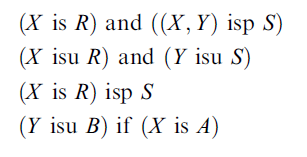 (X is R) and ((X, Y) isp S)
(X isu R) and (Y isu S)
(X is R) isp S
(Y isu B) if (X is A)